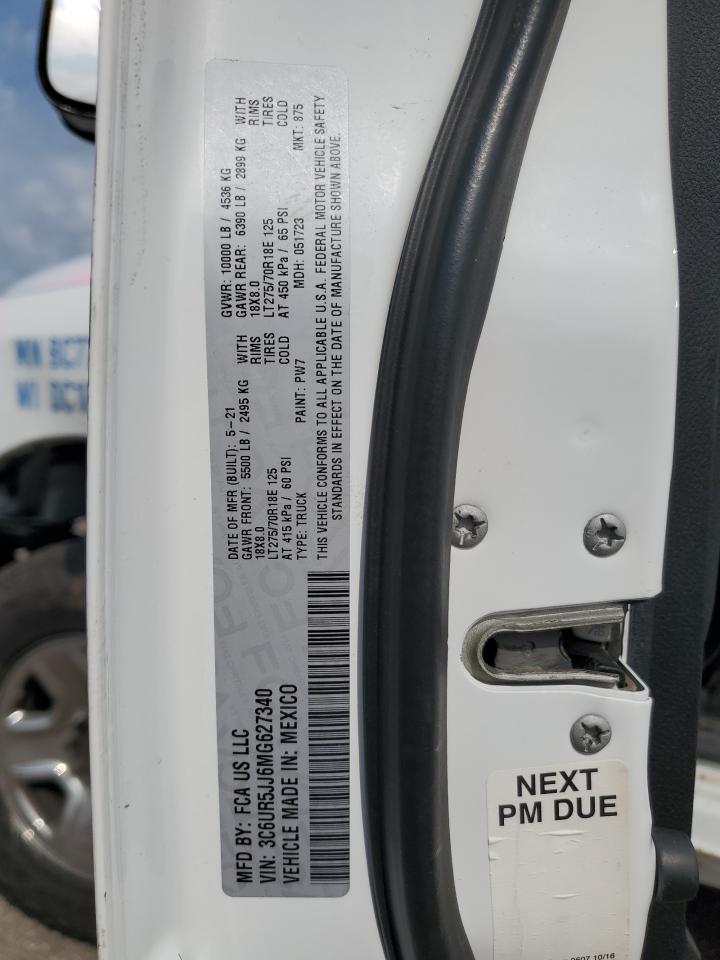 MFD BY: FCA US LLC
VIN: 3C6UR5JJ6MG627340
VEHICLE MADE IN: MEXICO
DATE OF MFR (BUILT): 5-21 GVWR: 10000 LB / 4536 KG
GAWR FRONT: 5500 LB / 2495 KG WITH GAWR REAR: 6390 LB / 2899 KG WITH
18X8.0 RIMS 18X8.0 RIMS
LT275/70R18E 125 TIRES LT275/70R18E 125 TIRES
AT 415 kPa / 60 PSI COLD AT 450 kPa / 65 PSI COLD
TYPE: TRUCK PAINT: PW7 MDH: 051723 MKT: 875
THIS VEHICLE CONFORMS TO ALL APPLICABLE U.S.A. FEDERAL MOTOR VEHICLE SAFETY
STANDARDS IN EFFECT ON THE DATE OF MANUFACTURE SHOWN ABOVE.
NEXT
PM DUE
0607 10/16